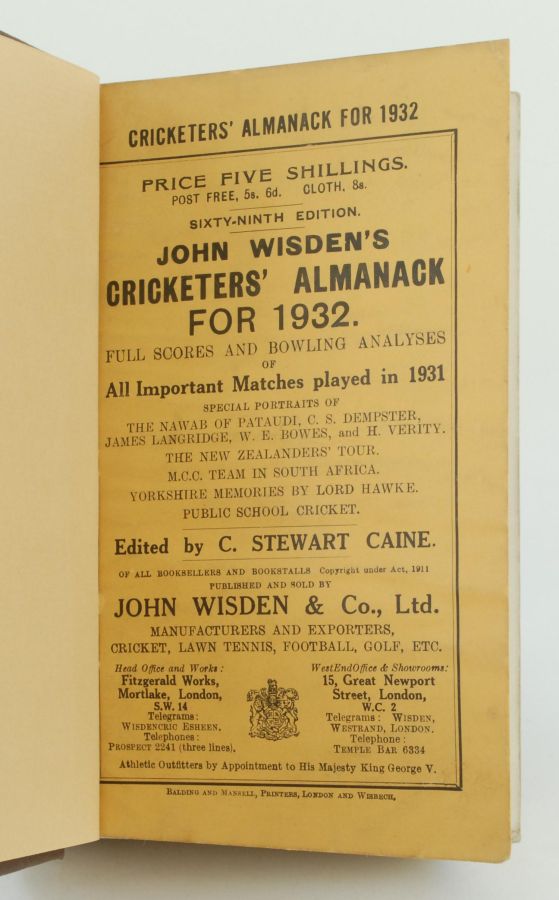 CRICKETERS' ALMANACK FOR 1932
PRICE FIVE SHILLINGS.
POST FREE, 5s. 6d. CLOTH, 8s.
SIXTY-NINTH EDITION.
JOHN WISDEN'S
CRICKETERS' ALMANACK
FOR 1932.
FULL SCORES AND BOWLING ANALYSES
OF
All Important Matches played in 1931
SPECIAL PORTRAITS OF
THE NAWAB OF PATAUDI, C. S. DEMPSTER,
JAMES LANGRIDGE, W. E. BOWES, and H. VERITY.
THE NEW ZEALANDERS' TOUR.
M.C.C. TEAM IN SOUTH AFRICA.
YORKSHIRE MEMORIES BY LORD HAWKE.
PUBLIC SCHOOL CRICKET.
Edited by C. STEWART CAINE.
OF ALL BOOKSELLERS AND BOOKSTALLS Copyright under Act, 1911
PUBLISHED AND SOLD BY
JOHN WISDEN & Co., Ltd.
MANUFACTURERS AND EXPORTERS,
CRICKET, LAWN TENNIS, FOOTBALL, GOLF, ETC.
Head Office and Works:
Fitzgerald Works,
Mortlake, London,
S.W. 14
Telegrams:
WISDENCRIC EESHEEN.
Telephones:
PROSPECT 2241 (three lines).
West End Office & Showrooms:
15, Great Newport
Street, London,
W.C. 2
Telegrams: WISDEN,
WESTRAND, LONDON.
Telephone:
TEMPLE BAR 6334
Athletic Outfitters by Appointment to His Majesty King George V.
BALDING AND MANSELL, PRINTERS, LONDON AND WISBECH.